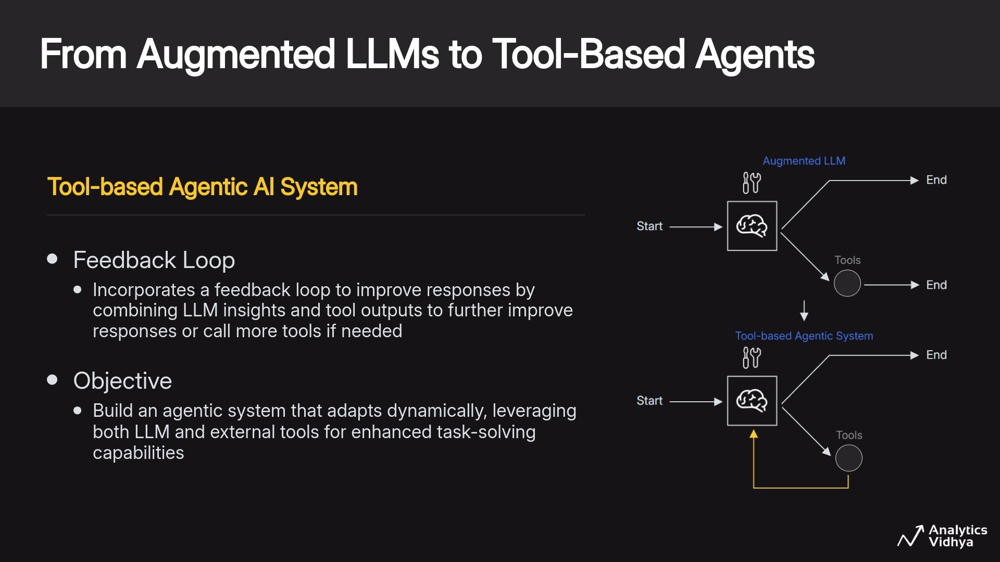 From Augmented LLMs to Tool-Based Agents
Tool-based Agentic AI System
Feedback Loop
Incorporates a feedback loop to improve responses by
combining LLM insights and tool outputs to further improve
responses or call more tools if needed
Objective
Build an agentic system that adapts dynamically, leveraging
both LLM and external tools for enhanced task-solving
capabilities
Augmented LLM
End
Start
Tools
End
Tool-based Agentic System
End
Start
Tools
Analytics
Vidhya